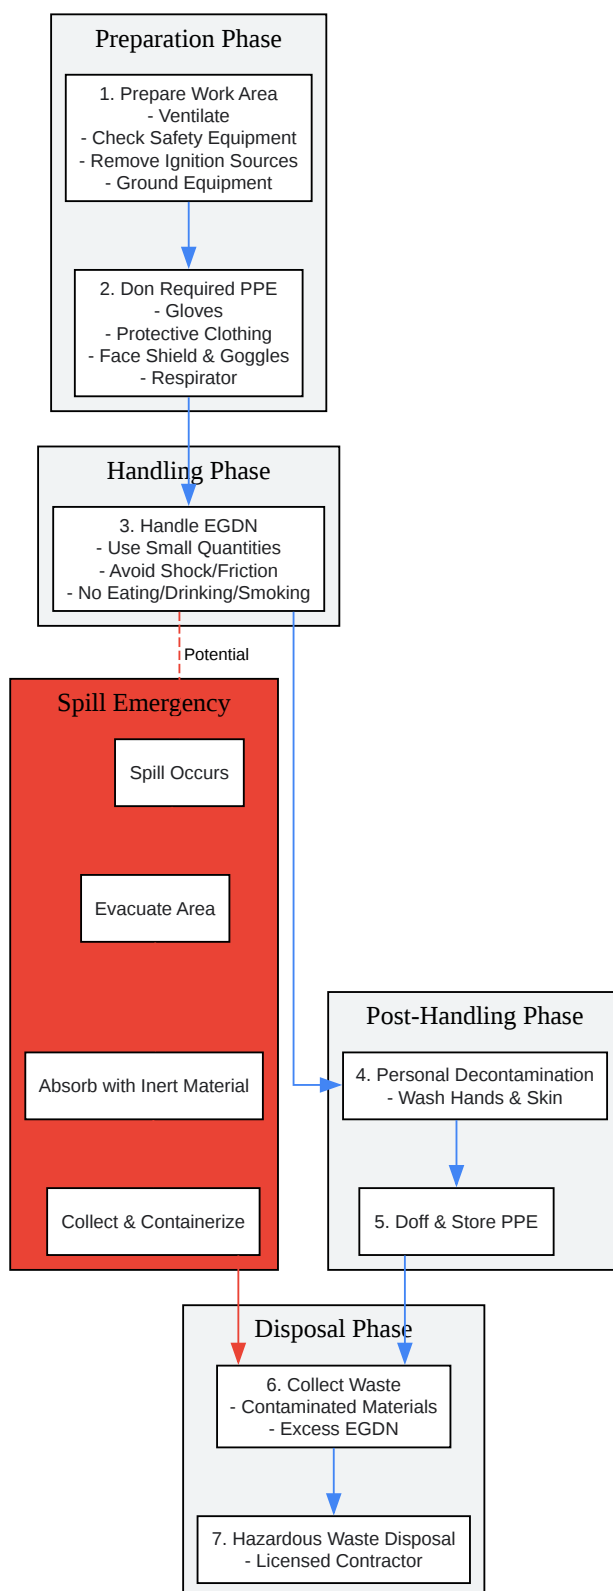 Preparation Phase
1. Prepare Work Area
- Ventilate
- Check Safety Equipment
- Remove Ignition Sources
- Ground Equipment
2. Don Required PPE
- Gloves
- Protective Clothing
- Face Shield & Goggles
- Respirator
Handling Phase
3. Handle EGDN
- Use Small Quantities
- Avoid Shock/Friction
- No Eating/Drinking/Smoking
Potential
Spill Emergency
Spill Occurs
Evacuate Area
Absorb with Inert Material
Collect & Containerize
Post-Handling Phase
4. Personal Decontamination
- Wash Hands & Skin
5. Doff & Store PPE
Disposal Phase
6. Collect Waste
- Contaminated Materials
- Excess EGDN
7. Hazardous Waste Disposal
- Licensed Contractor